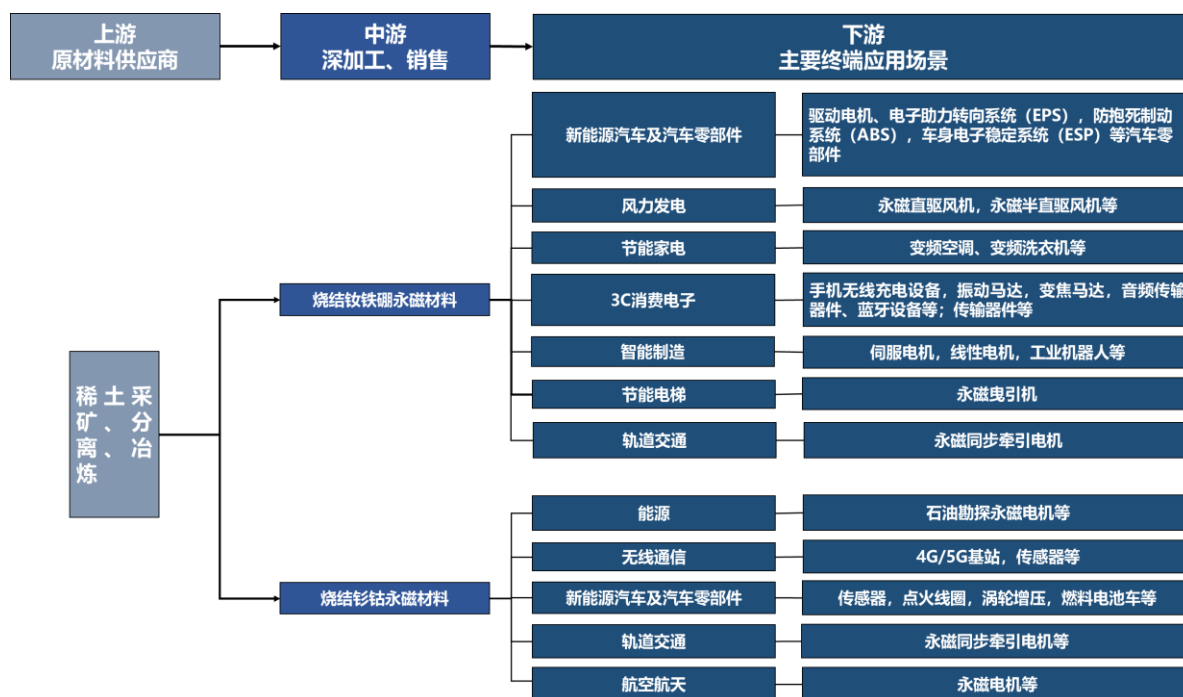 上游
原材料供应商
中游
深加工、销售
下游
主要终端应用场景
新能源汽车及汽车零部件
驱动电机、电子助力转向系统（EPS），防抱死制动
系统（ABS），车身电子稳定系统（ESP）等汽车零
部件
风力发电
永磁直驱风机，永磁半直驱风机等
节能家电
变频空调、变频洗衣机等
烧结钕铁硼永磁材料
3C消费电子
手机无线充电设备，振动马达，变焦马达，音频传输
器件、蓝牙设备等；传输器件等
智能制造
伺服电机，线性电机，工业机器人等
节能电梯
永磁曳引机
轨道交通
永磁同步牵引电机
稀土采
矿、分
离、冶
炼
能源
石油勘探永磁电机等
无线通信
4G/5G基站，传感器等
烧结钐钴永磁材料
新能源汽车及汽车零部件
传感器，点火线圈，涡轮增压，燃料电池车等
轨道交通
永磁同步牵引电机等
航空航天
永磁电机等